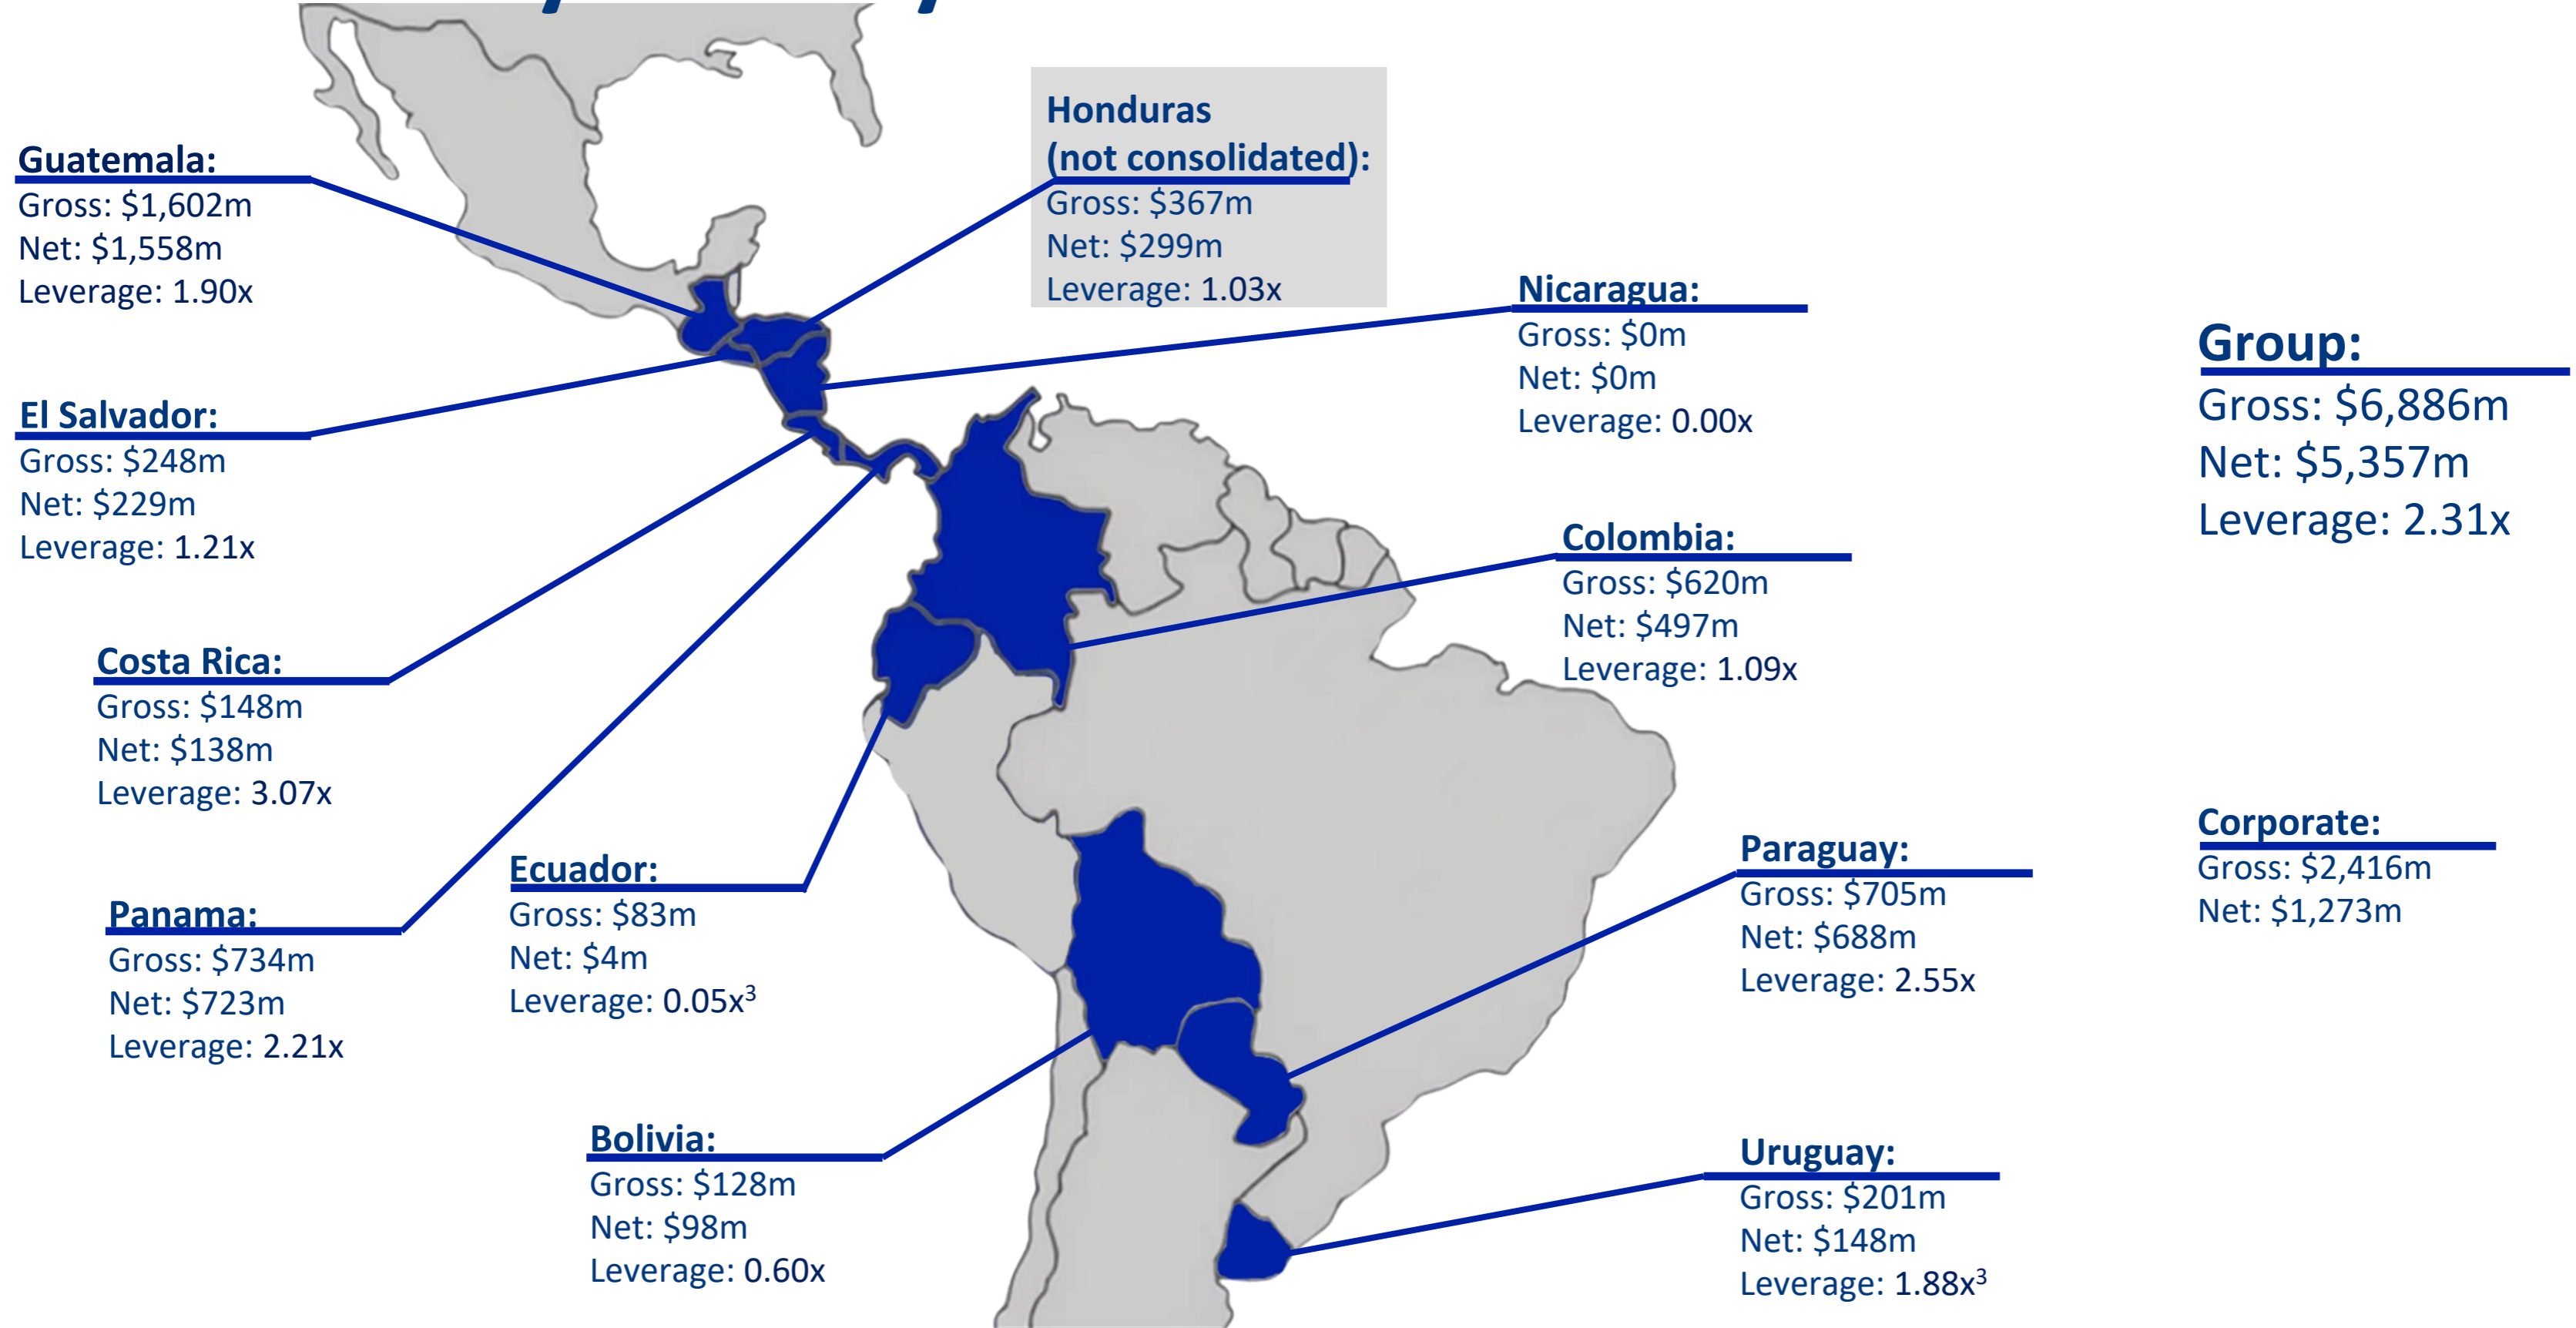 Guatemala:
Gross: $1,602m
Net: $1,558m
Leverage: 1.90x
Honduras
(not consolidated):
Gross: $367m
Net: $299m
Leverage: 1.03x
Nicaragua:
Gross: $0m
Net: $0m
Leverage: 0.00x
Group:
Gross: $6,886m
Net: $5,357m
Leverage: 2.31x
El Salvador:
Gross: $248m
Net: $229m
Leverage: 1.21x
Colombia:
Gross: $620m
Net: $497m
Leverage: 1.09x
Costa Rica:
Gross: $148m
Net: $138m
Leverage: 3.07x
Panama:
Gross: $734m
Net: $723m
Leverage: 2.21x
Ecuador:
Gross: $83m
Net: $4m
Leverage: 0.05x³
Paraguay:
Gross: $705m
Net: $688m
Leverage: 2.55x
Corporate:
Gross: $2,416m
Net: $1,273m
Bolivia:
Gross: $128m
Net: $98m
Leverage: 0.60x
Uruguay:
Gross: $201m
Net: $148m
Leverage: 1.88x³